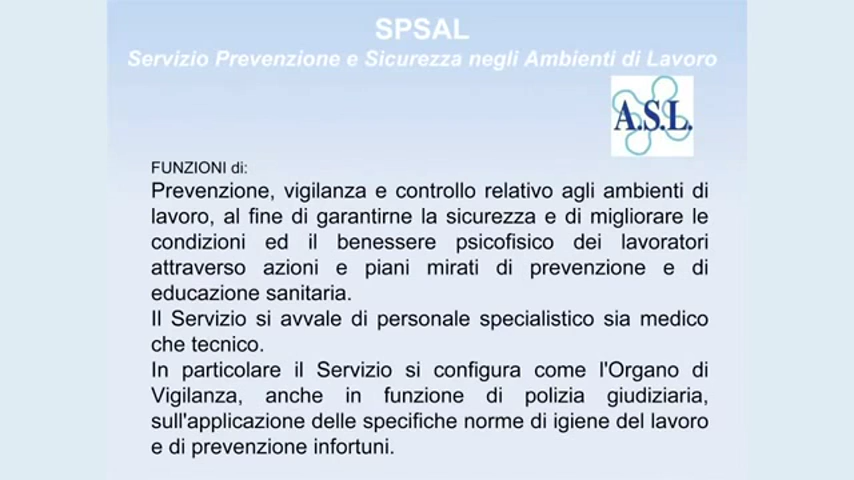 SPSAL
Servizio Prevenzione e Sicurezza negli Ambienti di Lavoro
A.S.L.
FUNZIONI di:
Prevenzione, vigilanza e controllo relativo agli ambienti di
lavoro, al fine di garantirne la sicurezza e di migliorare le
condizioni ed il benessere psicofisico dei lavoratori
attraverso azioni e piani mirati di prevenzione e di
educazione sanitaria.
Il Servizio si avvale di personale specialistico sia medico
che tecnico.
In particolare il Servizio si configura come l'Organo di
Vigilanza, anche in funzione di polizia giudiziaria,
sull'applicazione delle specifiche norme di igiene del lavoro
e di prevenzione infortuni.